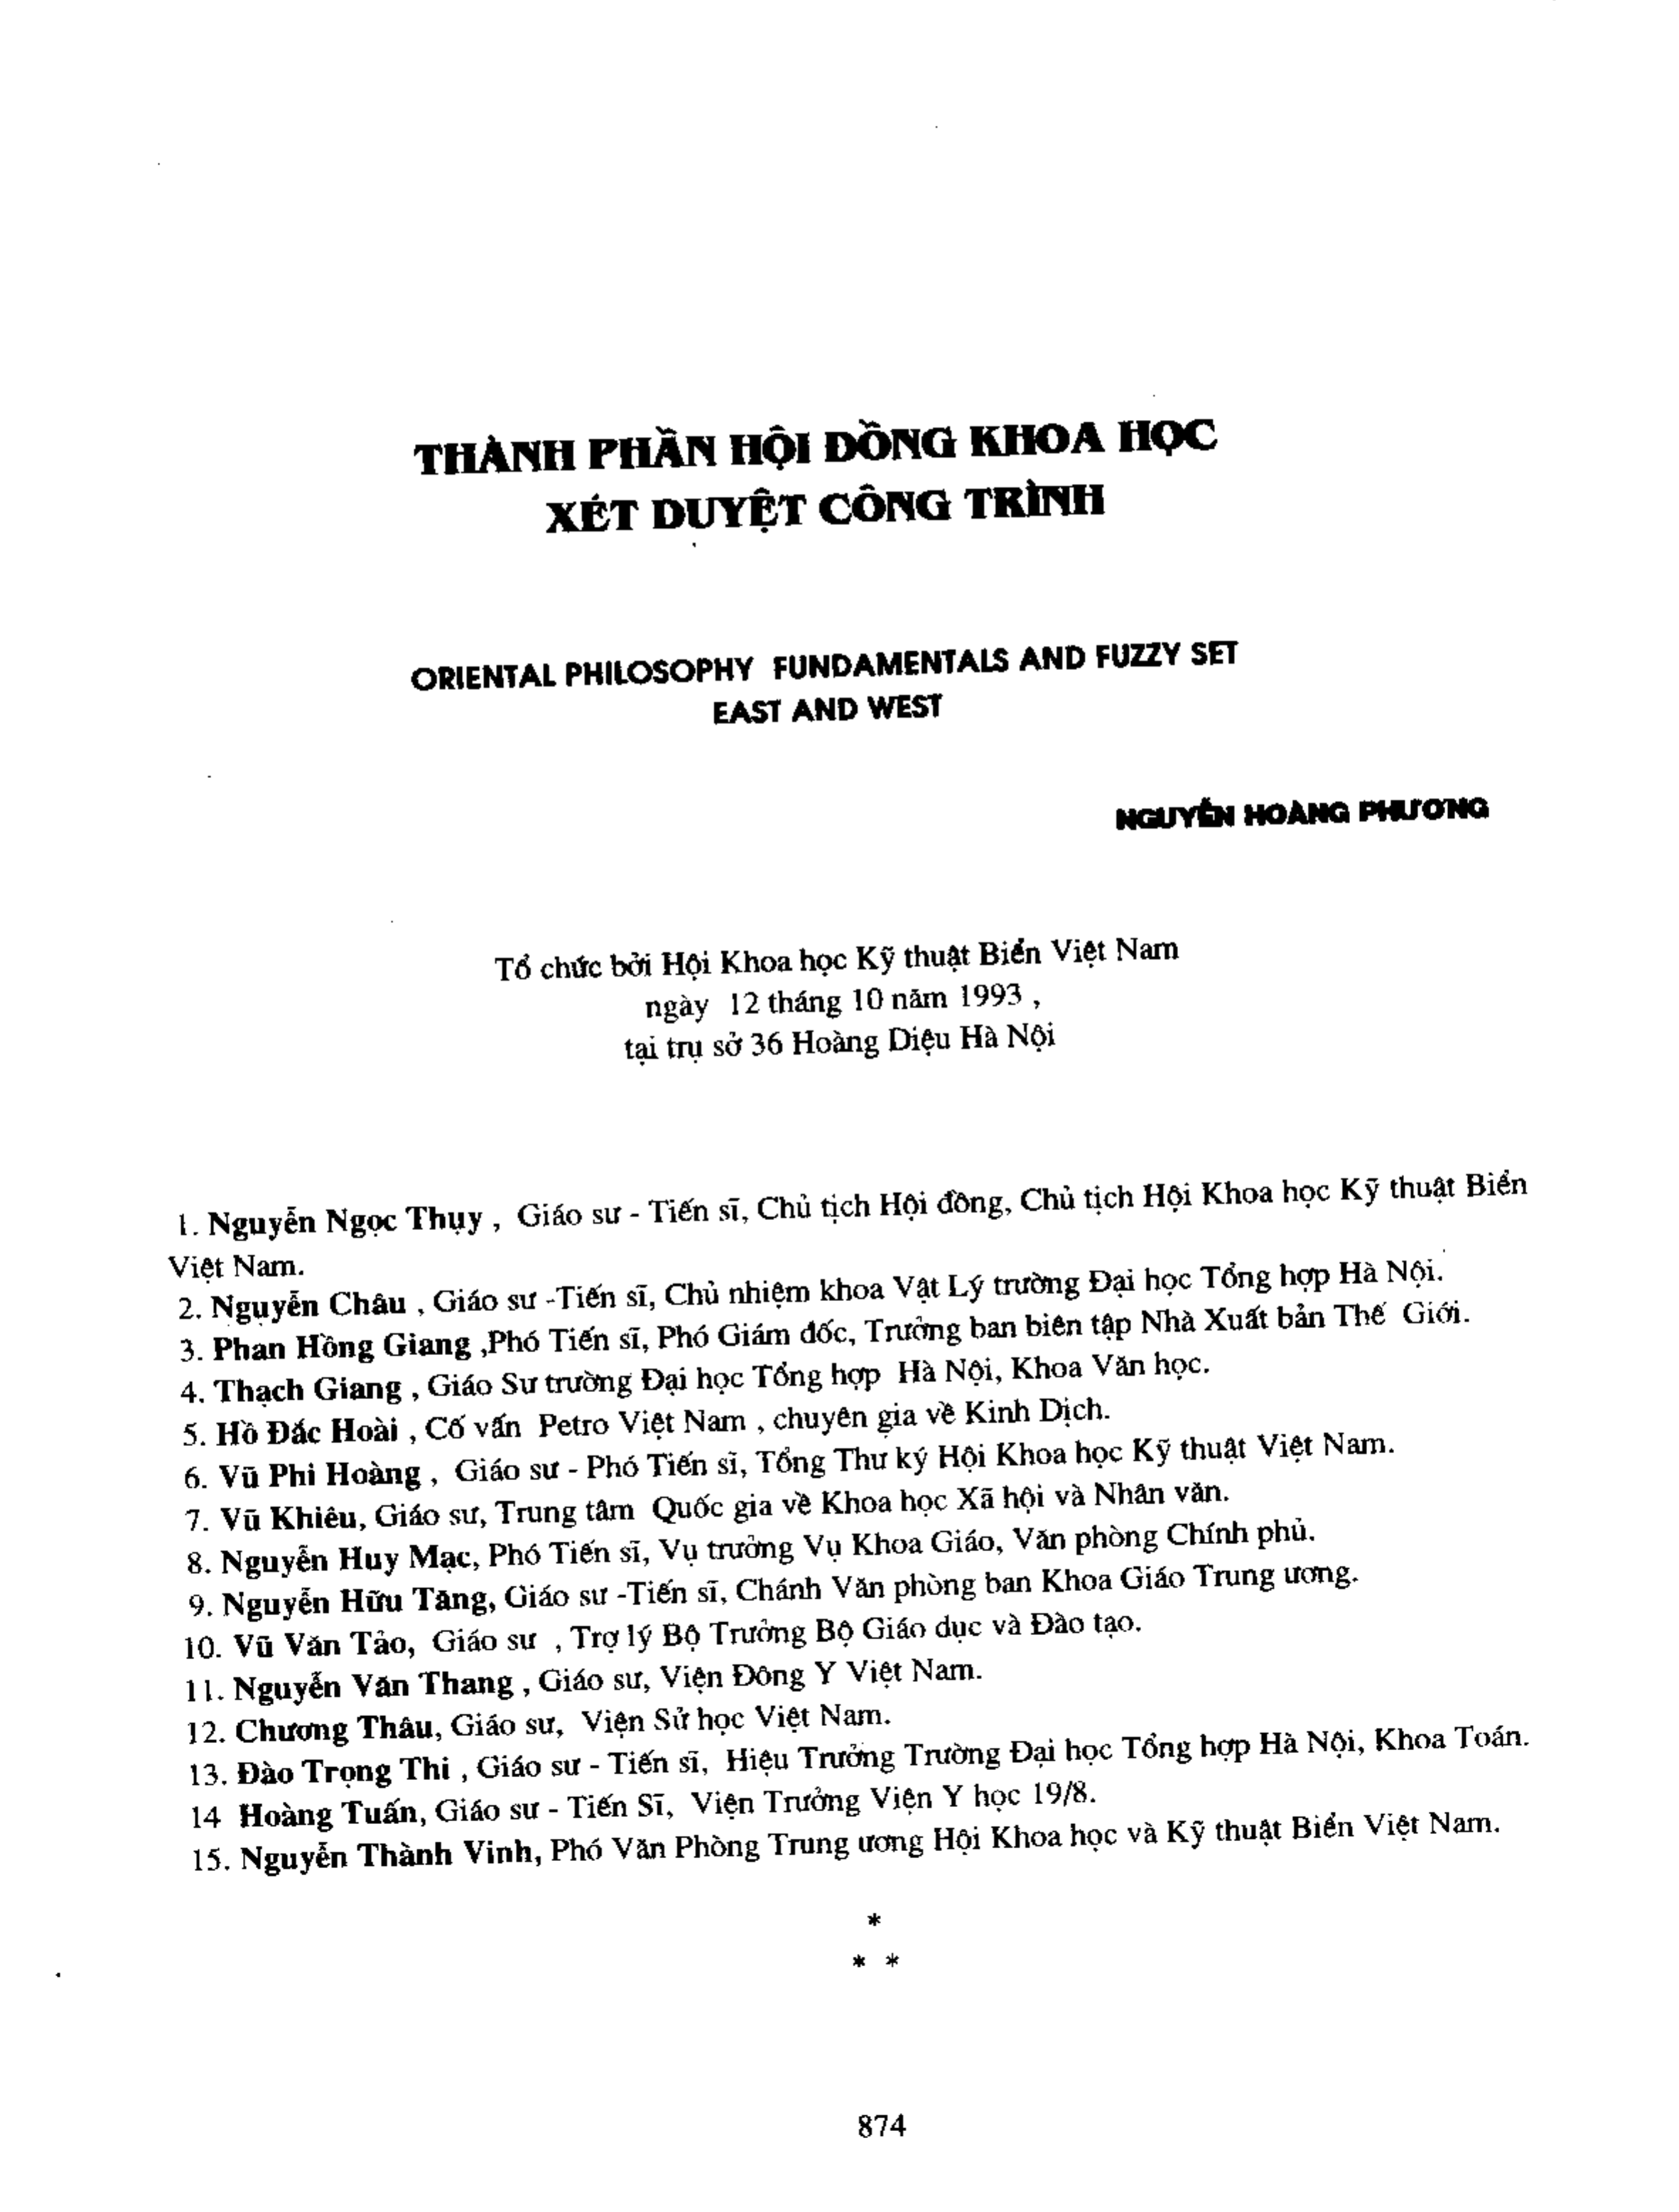 THÀNH PHẦN HỘI ĐỒNG KHOA HỌC
XÉT DUYỆT CÔNG TRÌNH
ORIENTAL PHILOSOPHY FUNDAMENTALS AND FUZZY SET
EAST AND WEST
NGUYỄN HOÀNG PHƯƠNG
Tổ chức bởi Hội Khoa học Kỹ thuật Biển Việt Nam
ngày 12 tháng 10 năm 1993 ,
tại trụ sở 36 Hoàng Diệu Hà Nội
1. Nguyễn Ngọc Thụy , Giáo sư - Tiến sĩ, Chủ tịch Hội đồng, Chủ tịch Hội Khoa học Kỹ thuật Biển
Việt Nam.
2. Nguyễn Châu , Giáo sư -Tiến sĩ, Chủ nhiệm khoa Vật Lý trường Đại học Tổng hợp Hà Nội.
3. Phan Hồng Giang ,Phó Tiến sĩ, Phó Giám đốc, Trưởng ban biên tập Nhà Xuất bản Thế Giới.
4. Thạch Giang , Giáo Sư trường Đại học Tổng hợp Hà Nội, Khoa Văn học.
5. Hồ Đắc Hoài , Cố vấn Petro Việt Nam , chuyên gia về Kinh Dịch.
6. Vũ Phi Hoàng , Giáo sư - Phó Tiến sĩ, Tổng Thư ký Hội Khoa học Kỹ thuật Việt Nam.
7. Vũ Khiêu, Giáo sư, Trung tâm Quốc gia về Khoa học Xã hội và Nhân văn.
8. Nguyễn Huy Mạc, Phó Tiến sĩ, Vụ trưởng Vụ Khoa Giáo, Văn phòng Chính phủ.
9. Nguyễn Hữu Tăng, Giáo sư -Tiến sĩ, Chánh Văn phòng ban Khoa Giáo Trung ương.
10. Vũ Văn Tảo, Giáo sư , Trợ lý Bộ Trưởng Bộ Giáo dục và Đào tạo.
11. Nguyễn Văn Thang , Giáo sư, Viện Đông Y Việt Nam.
12. Chương Thâu, Giáo sư, Viện Sử học Việt Nam.
13. Đào Trọng Thi , Giáo sư - Tiến sĩ, Hiệu Trưởng Trường Đại học Tổng hợp Hà Nội, Khoa Toán.
14 Hoàng Tuấn, Giáo sư - Tiến Sĩ, Viện Trưởng Viện Y học 19/8.
15. Nguyễn Thành Vinh, Phó Văn Phòng Trung ương Hội Khoa học và Kỹ thuật Biển Việt Nam.
*
* *
874